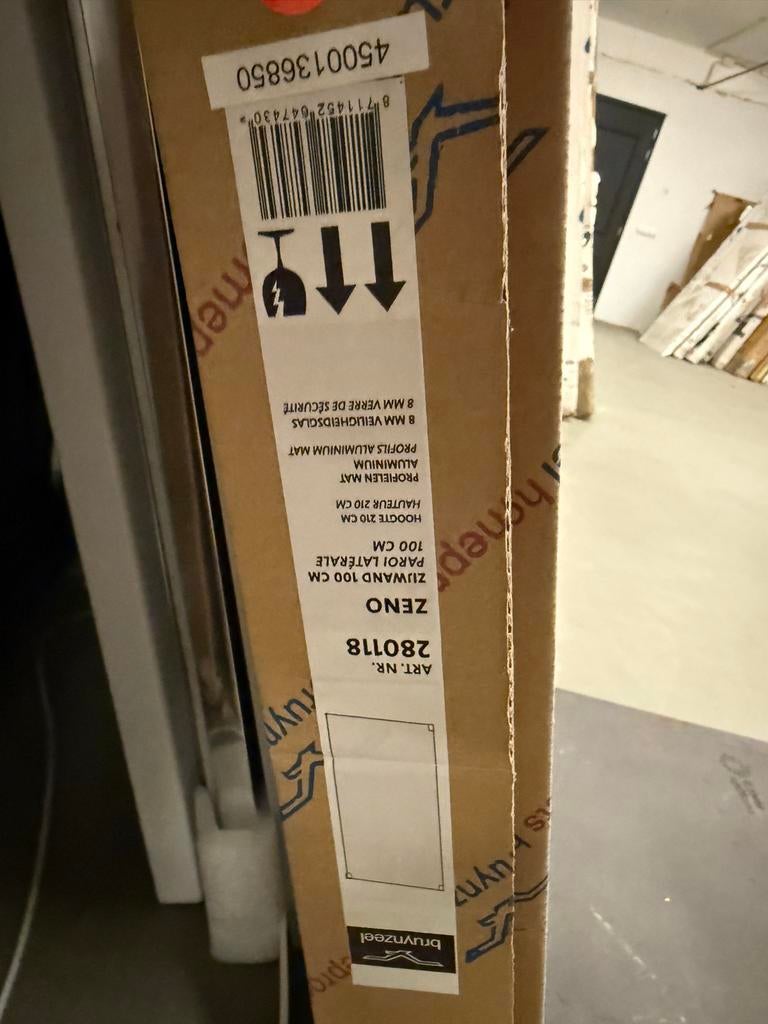 bruynzeel
ART. NR.
280118
ZENO
ZIJWAND 100 CM
PAROI LATÉRALE
100 CM
HOOGTE 210 CM
HAUTEUR 210 CM
PROFIELEN MAT
ALUMINIUM
PROFILS ALUMINIUM MAT
8 MM VEILIGHEIDSGLAS
8 MM VERRE DE SÉCURITÉ
8 711452 647430
4500136850